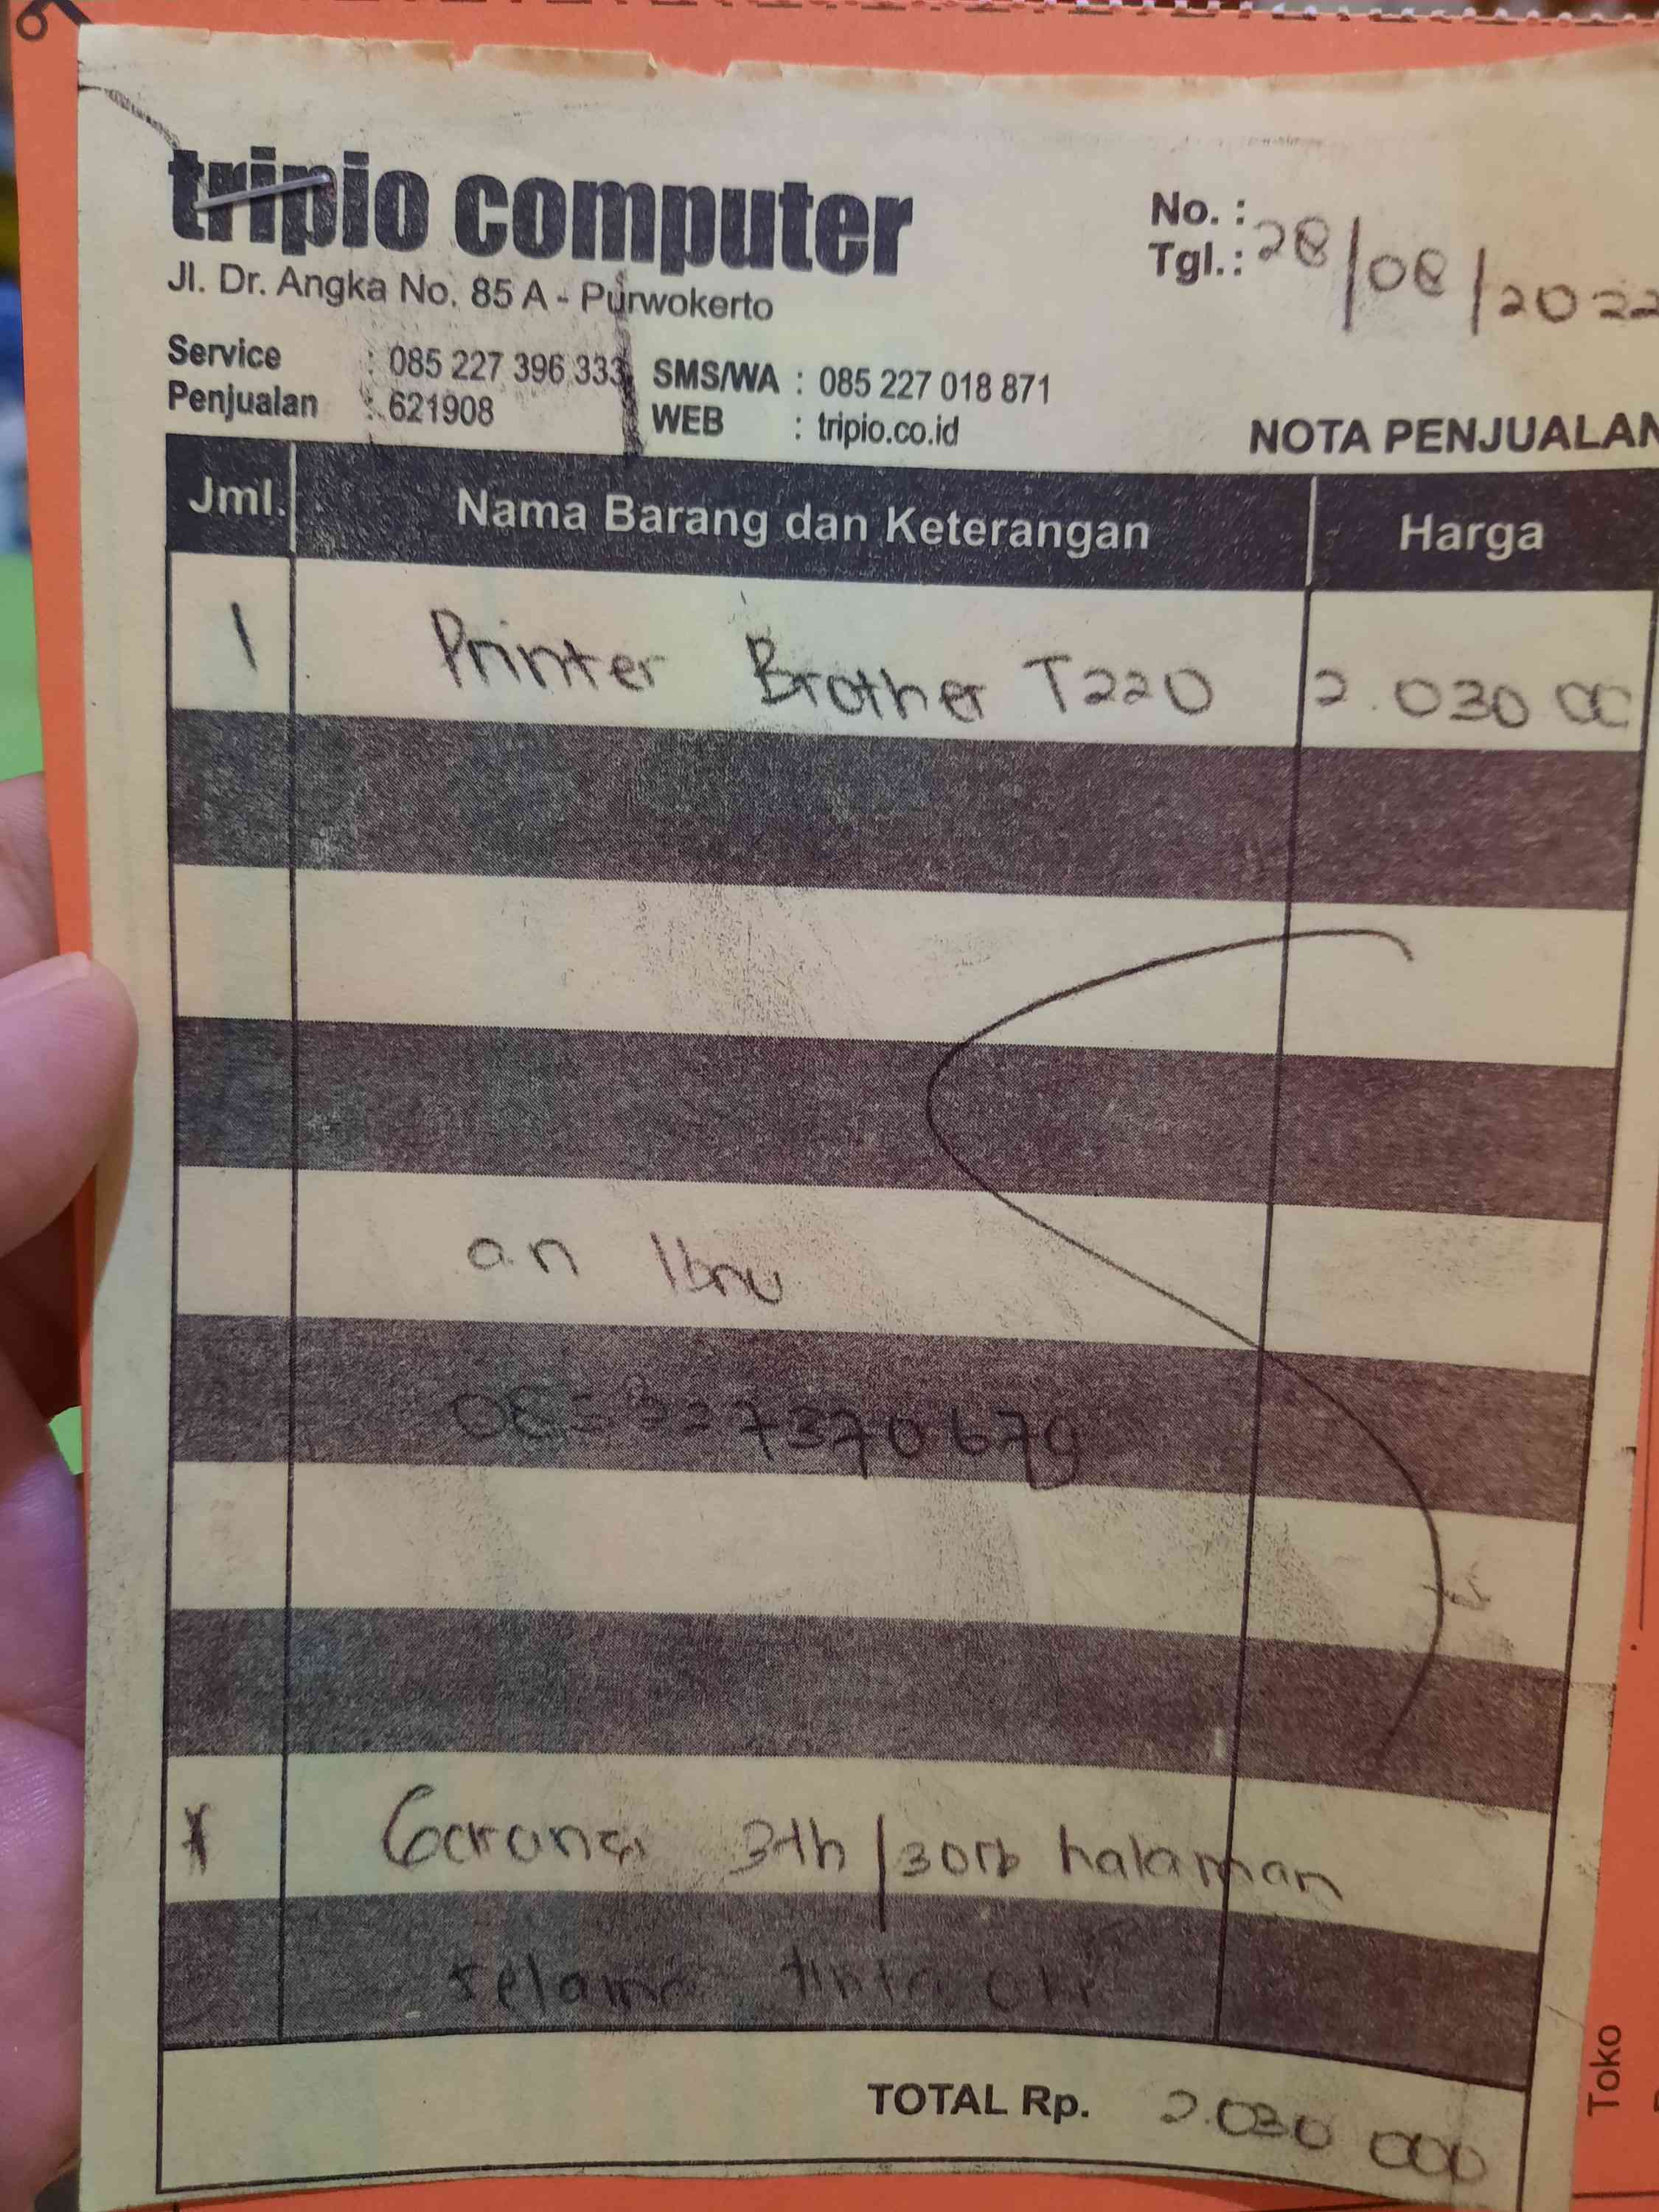 tripio computer
Jl. Dr. Angka No. 85 A - Purwokerto
No. :
Tgl. : 28/08/2022
Service : 085 227 396 333
Penjualan : 621908
SMS/WA : 085 227 018 871
WEB : tripio.co.id
NOTA PENJUALAN
Jml. Nama Barang dan Keterangan Harga
1 Printer Brother T220 2.030 00
an Ibnu
* Garansi 3th/30rb halaman
selama tinta ori
TOTAL Rp. 2.030 000
Toko